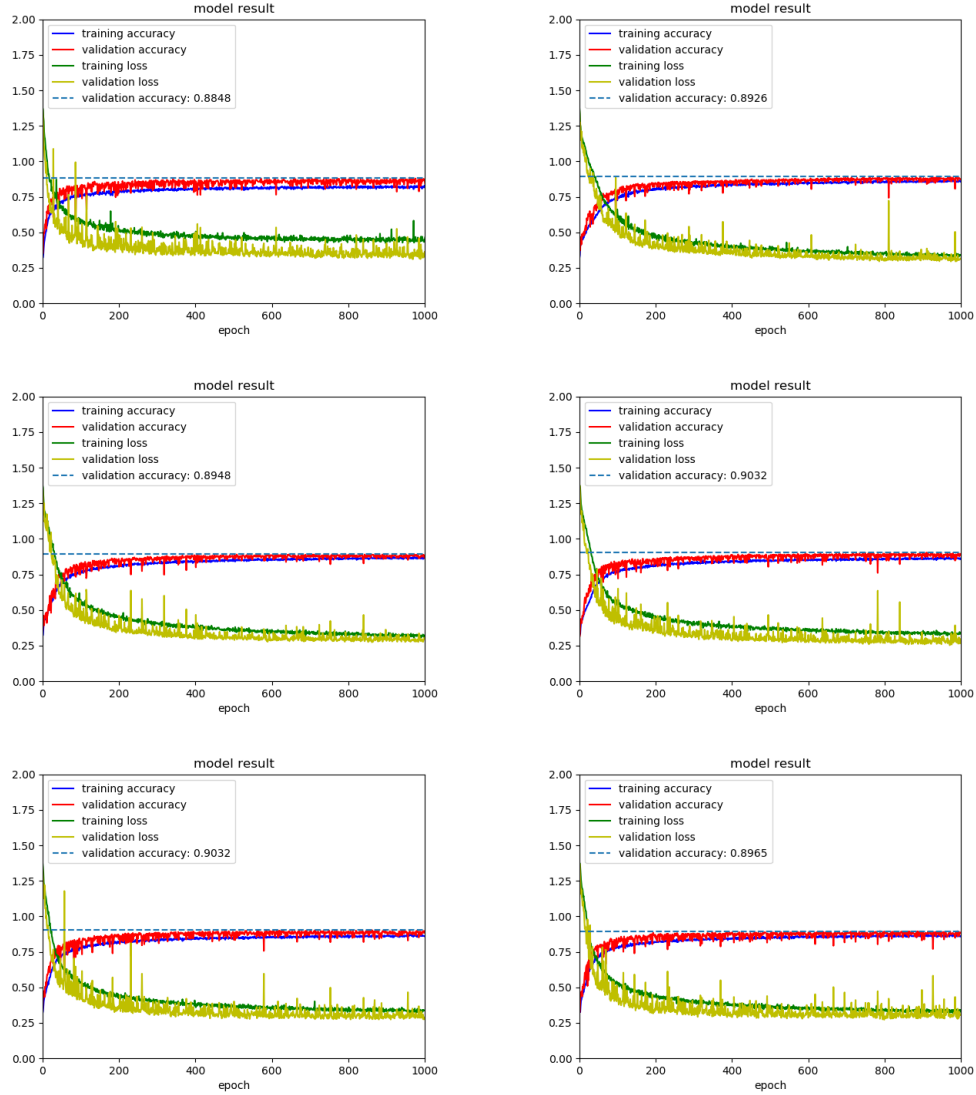 model result
2.00
1.75
1.50
1.25
1.00
0.75
0.50
0.25
0.00
training accuracy
validation accuracy
training loss
validation loss
validation accuracy: 0.8848
0 200 400 600 800 1000
epoch
model result
2.00
1.75
1.50
1.25
1.00
0.75
0.50
0.25
0.00
training accuracy
validation accuracy
training loss
validation loss
validation accuracy: 0.8926
0 200 400 600 800 1000
epoch
model result
2.00
1.75
1.50
1.25
1.00
0.75
0.50
0.25
0.00
training accuracy
validation accuracy
training loss
validation loss
validation accuracy: 0.8948
0 200 400 600 800 1000
epoch
model result
2.00
1.75
1.50
1.25
1.00
0.75
0.50
0.25
0.00
training accuracy
validation accuracy
training loss
validation loss
validation accuracy: 0.9032
0 200 400 600 800 1000
epoch
model result
2.00
1.75
1.50
1.25
1.00
0.75
0.50
0.25
0.00
training accuracy
validation accuracy
training loss
validation loss
validation accuracy: 0.9032
0 200 400 600 800 1000
epoch
model result
2.00
1.75
1.50
1.25
1.00
0.75
0.50
0.25
0.00
training accuracy
validation accuracy
training loss
validation loss
validation accuracy: 0.8965
0 200 400 600 800 1000
epoch